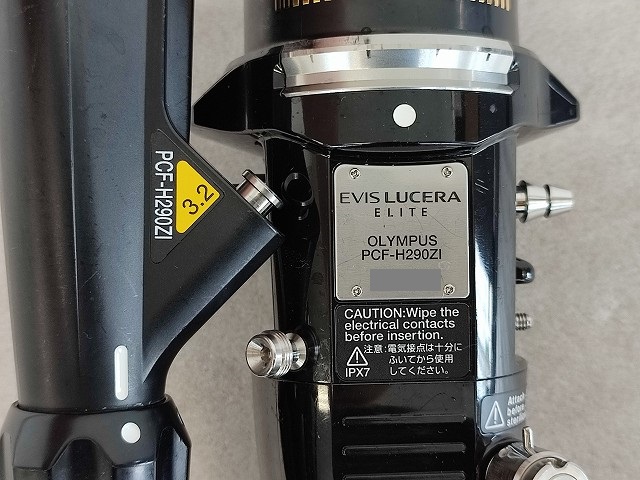 PCF-H290ZI
3.2
EVIS LUCERA
ELITE
OLYMPUS
PCF-H290ZI
CAUTION:Wipe the
electrical contacts
before insertion.
注意:電気接点は十分に
ふいてから使用
してください。
IPX7
Attach
before